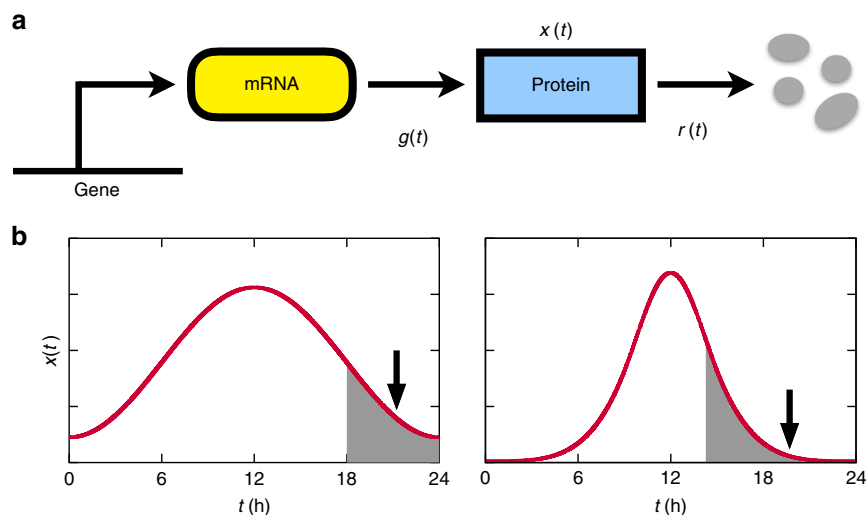 a
x(t)
mRNA
Protein
g(t)
r(t)
Gene
b
x(t)
0 6 12 18 24
0 6 12 18 24
t (h)
t (h)